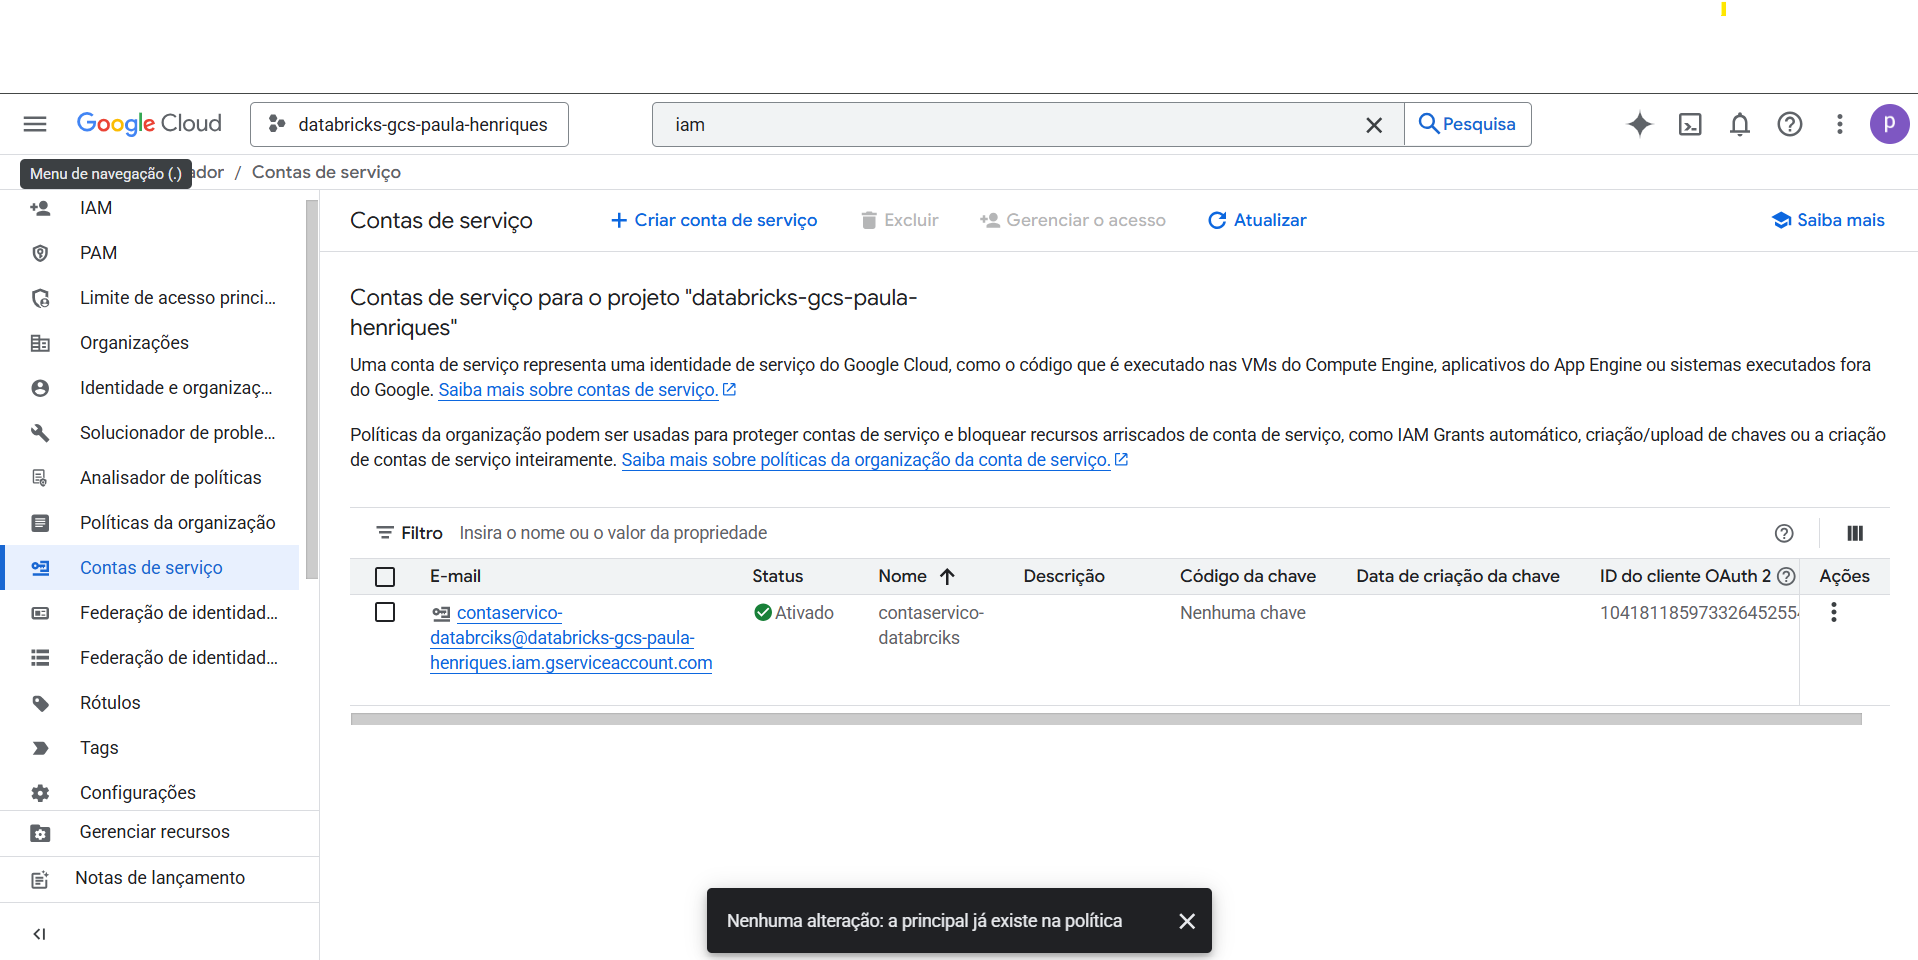 Google Cloud
databricks-gcs-paula-henriques
iam
Pesquisa
p
Menu de navegação (.)
ador / Contas de serviço
IAM
PAM
Limite de acesso princi...
Organizações
Identidade e organizaç...
Solucionador de proble...
Analisador de políticas
Políticas da organização
Contas de serviço
Federação de identidad...
Federação de identidad...
Rótulos
Tags
Configurações
Gerenciar recursos
Notas de lançamento
Contas de serviço
Criar conta de serviço
Excluir
Gerenciar o acesso
Atualizar
Saiba mais
Contas de serviço para o projeto "databricks-gcs-paula-
henriques"
Uma conta de serviço representa uma identidade de serviço do Google Cloud, como o código que é executado nas VMs do Compute Engine, aplicativos do App Engine ou sistemas executados fora
do Google. Saiba mais sobre contas de serviço.
Políticas da organização podem ser usadas para proteger contas de serviço e bloquear recursos arriscados de conta de serviço, como IAM Grants automático, criação/upload de chaves ou a criação
de contas de serviço inteiramente. Saiba mais sobre políticas da organização da conta de serviço.
Filtro Insira o nome ou o valor da propriedade
E-mail Status Nome Descrição Código da chave Data de criação da chave ID do cliente OAuth 2 Ações
contaservico- Ativado contaservico- Nenhuma chave 104181185973326452554
databrciks@databricks-gcs-paula- databrciks
henriques.iam.gserviceaccount.com
Nenhuma alteração: a principal já existe na política